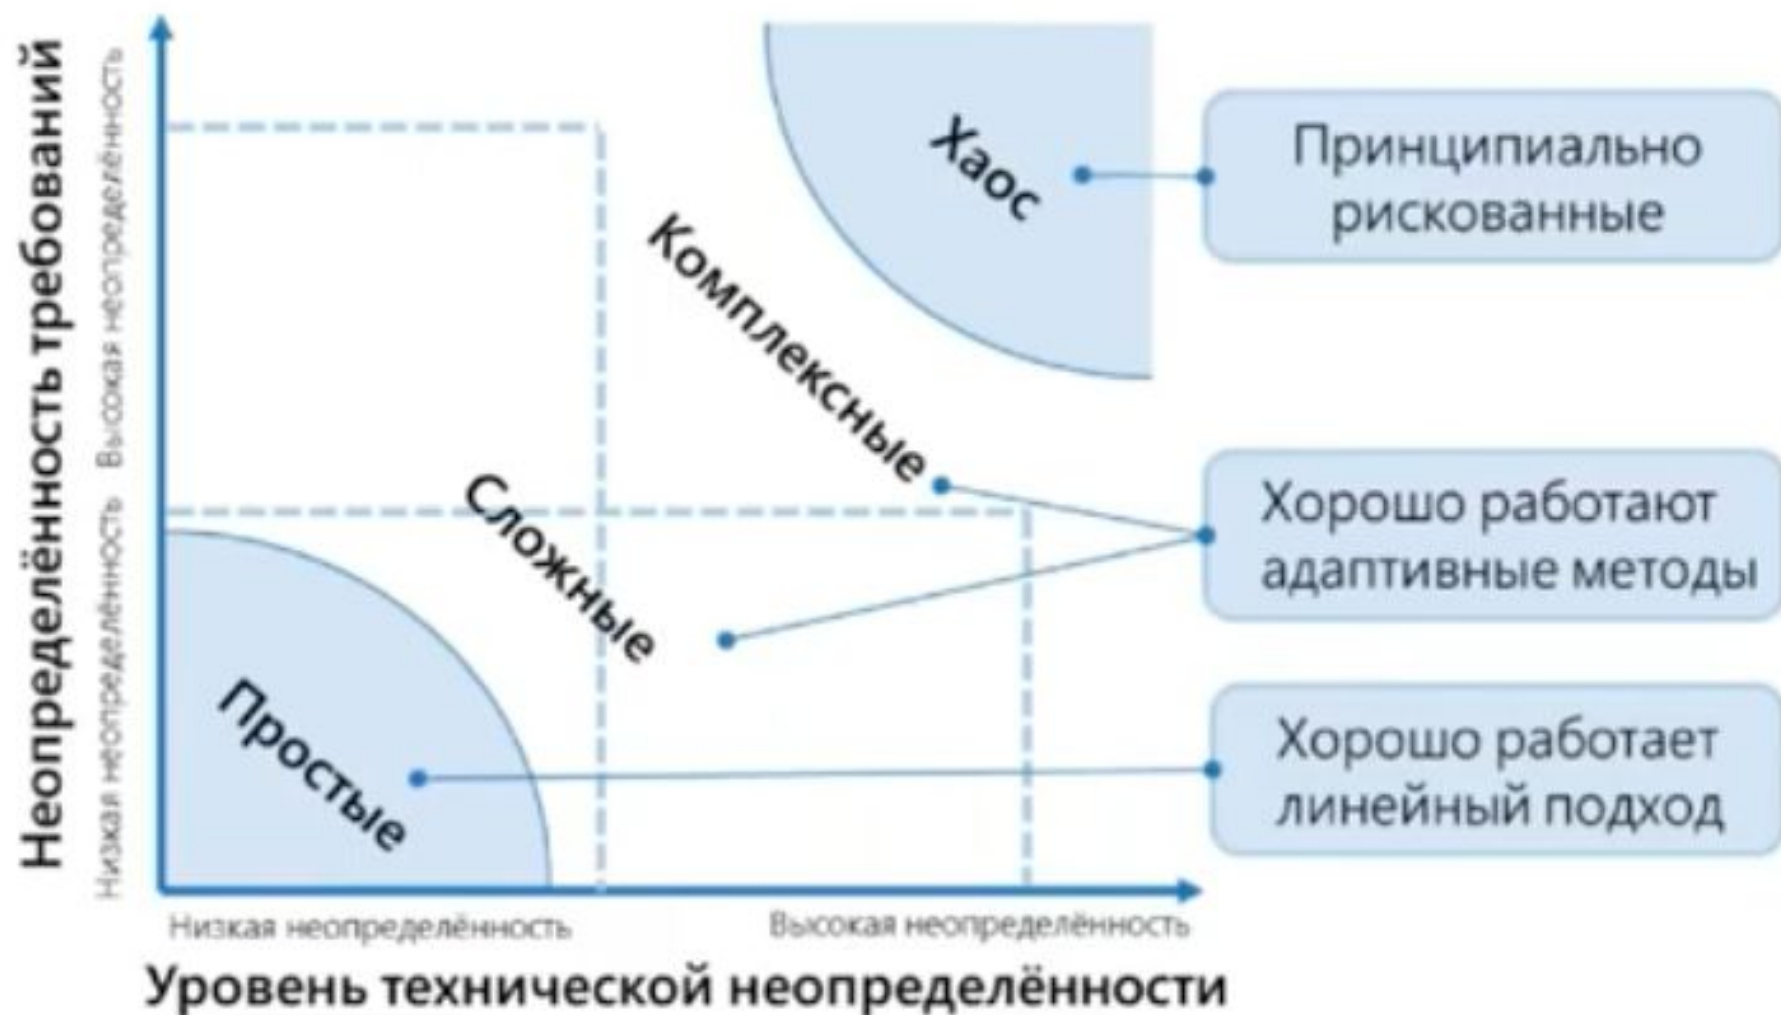 Неопределённость требований
Высокая неопределённость
Низкая неопределённость
Хаос
Комплексные
Сложные
Простые
Принципиально
рискованные
Хорошо работают
адаптивные методы
Хорошо работает
линейный подход
Низкая неопределённость
Высокая неопределённость
Уровень технической неопределённости